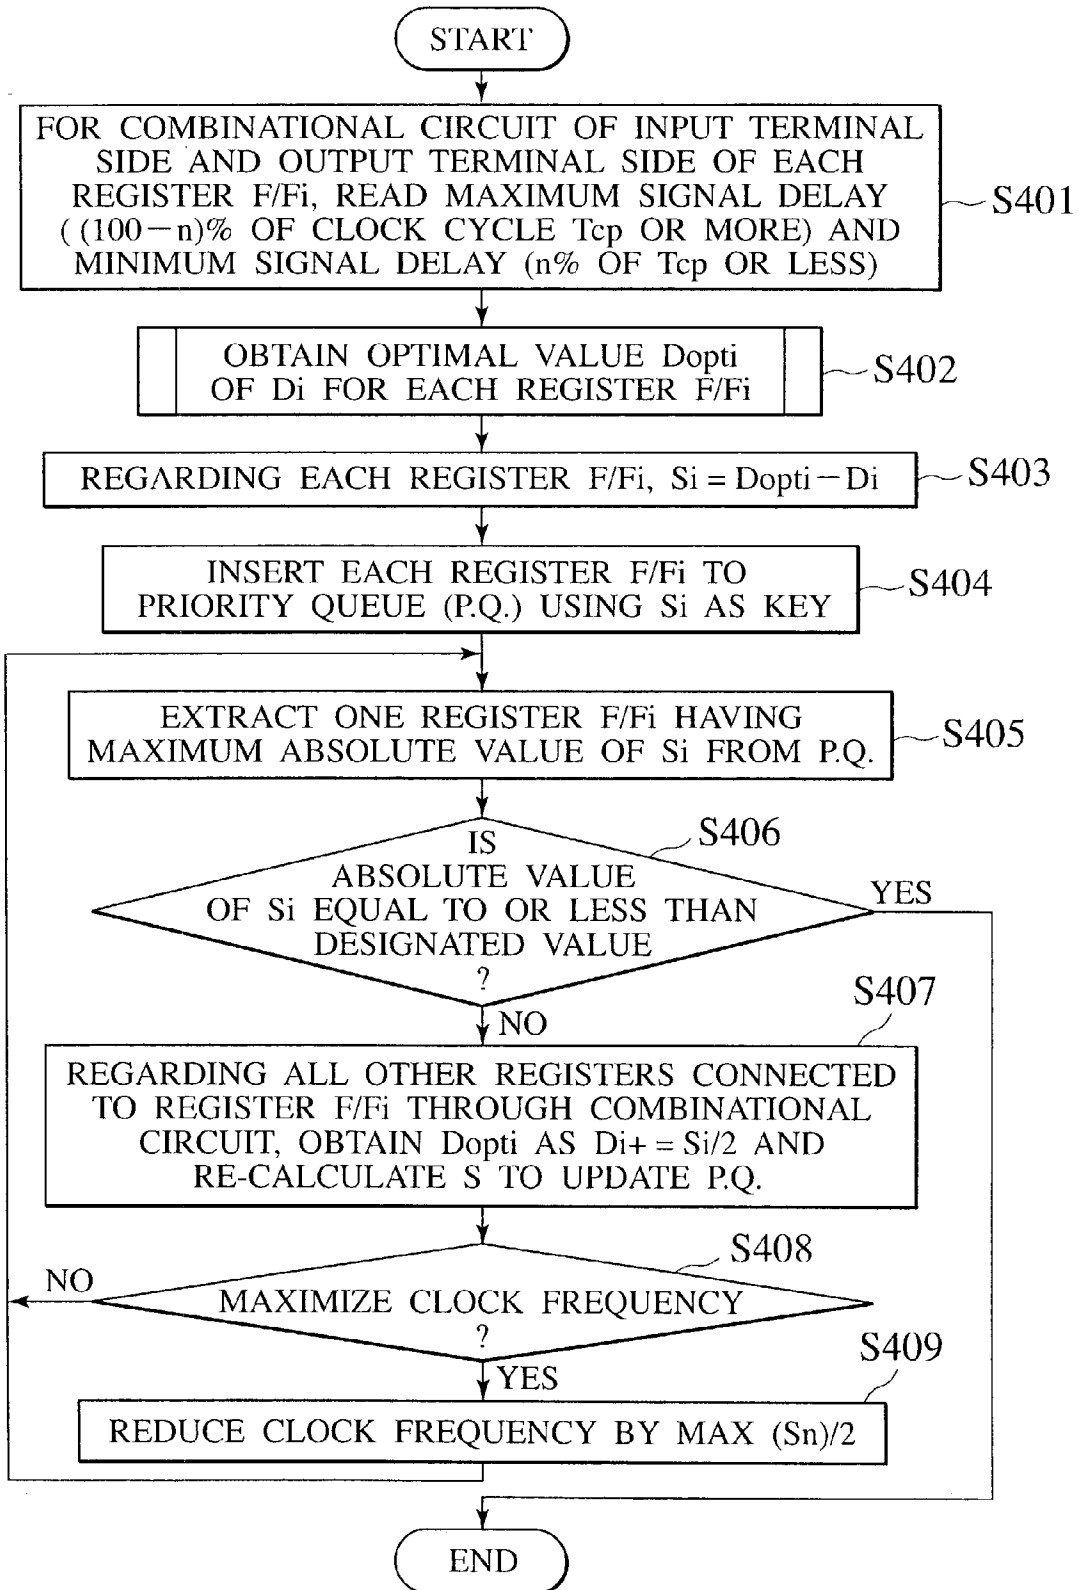 START
FOR COMBINATIONAL CIRCUIT OF INPUT TERMINAL
SIDE AND OUTPUT TERMINAL SIDE OF EACH
REGISTER F/Fi, READ MAXIMUM SIGNAL DELAY
((100−n)% OF CLOCK CYCLE Tcp OR MORE) AND
MINIMUM SIGNAL DELAY (n% OF Tcp OR LESS)
S401
OBTAIN OPTIMAL VALUE Dopti
OF Di FOR EACH REGISTER F/Fi
S402
REGARDING EACH REGISTER F/Fi, Si = Dopti − Di
S403
INSERT EACH REGISTER F/Fi TO
PRIORITY QUEUE (P.Q.) USING Si AS KEY
S404
EXTRACT ONE REGISTER F/Fi HAVING
MAXIMUM ABSOLUTE VALUE OF Si FROM P.Q.
S405
IS
ABSOLUTE VALUE
OF Si EQUAL TO OR LESS THAN
DESIGNATED VALUE
?
S406
YES
NO
S407
REGARDING ALL OTHER REGISTERS CONNECTED
TO REGISTER F/Fi THROUGH COMBINATIONAL
CIRCUIT, OBTAIN Dopti AS Di+ = Si/2 AND
RE-CALCULATE S TO UPDATE P.Q.
S408
NO
MAXIMIZE CLOCK FREQUENCY
?
YES
S409
REDUCE CLOCK FREQUENCY BY MAX (Sn)/2
END